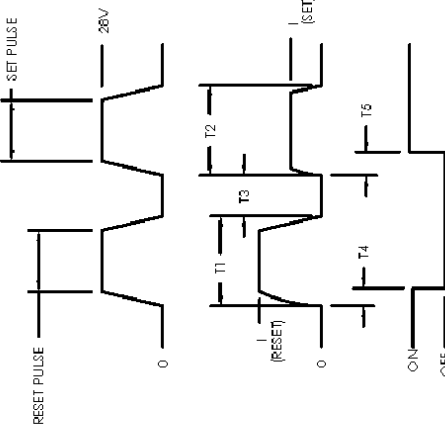 RESET PULSE
SET PULSE
28V
0
T1
T2
T3
I
(RESET)
I
(SET)
0
T4
T5
ON
OFF